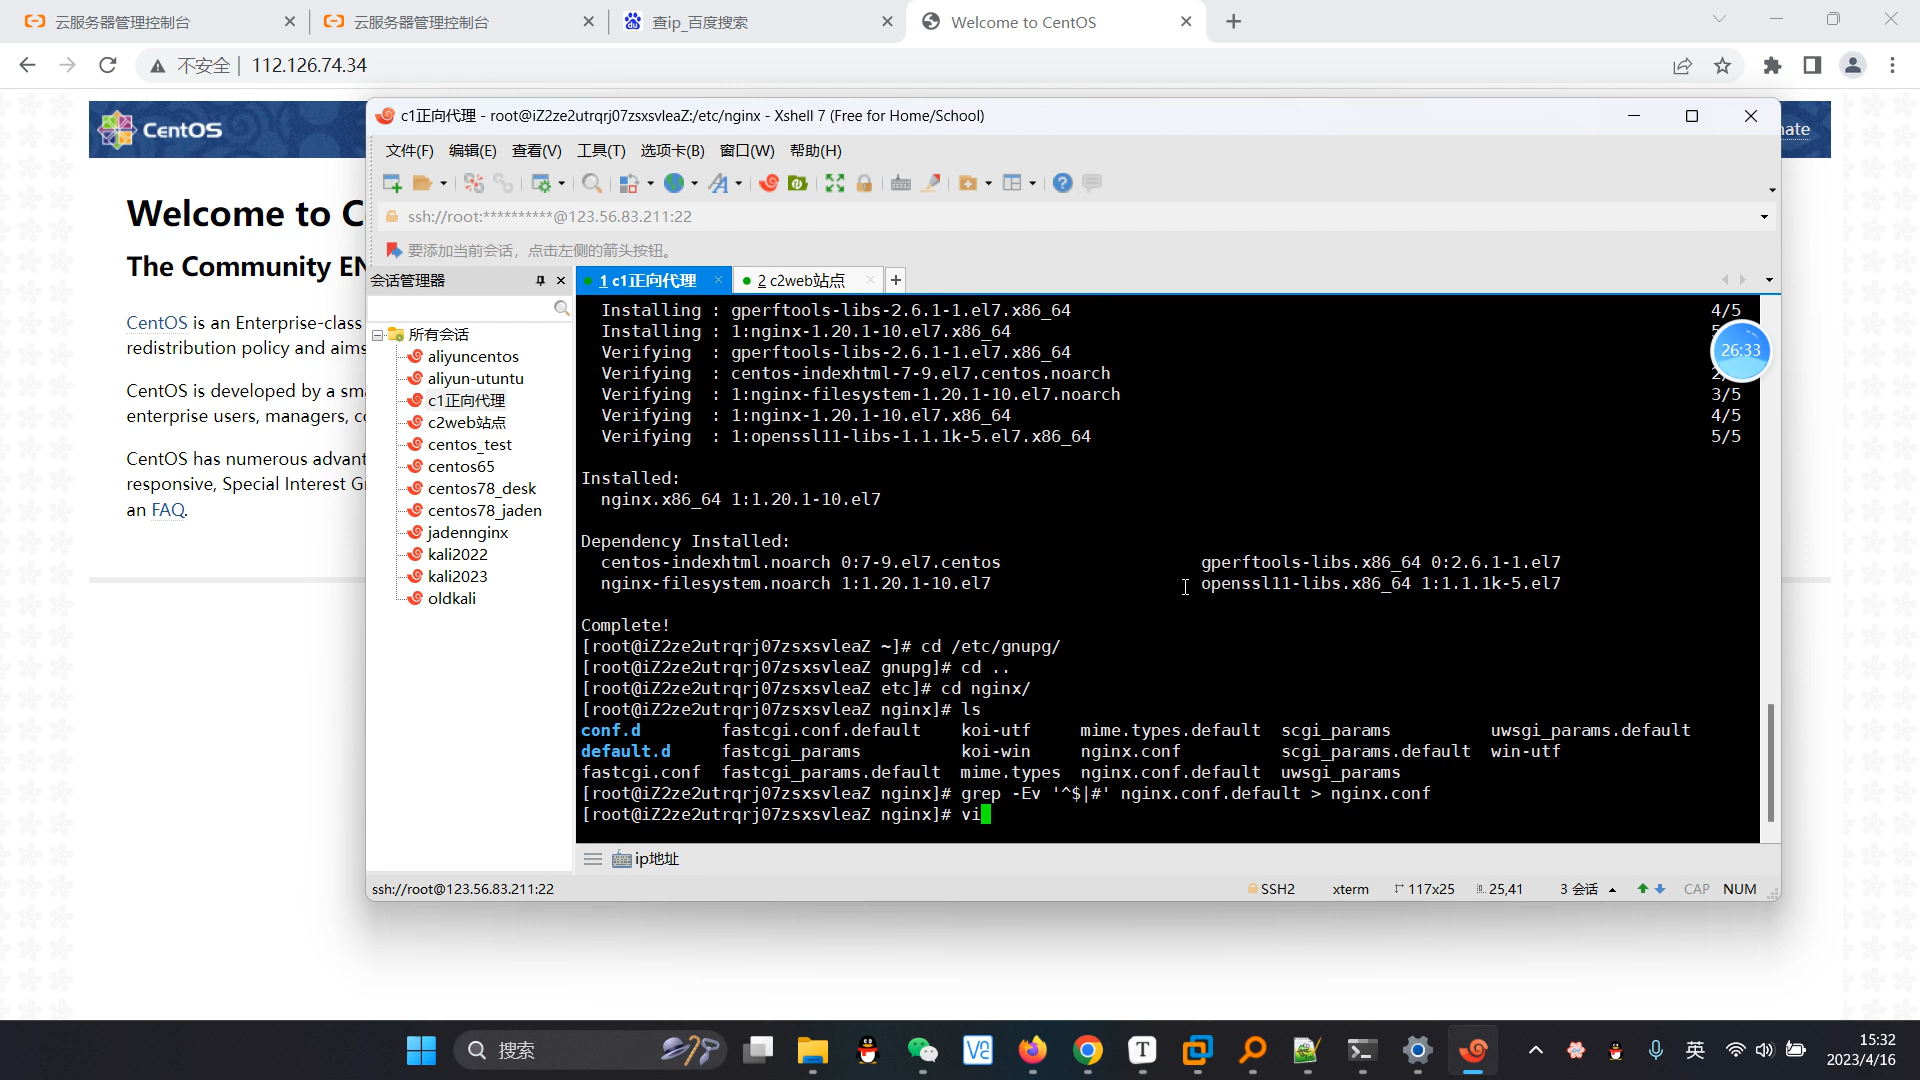 云服务器管理控制台
云服务器管理控制台
查ip_百度搜索
Welcome to CentOS
不安全 | 112.126.74.34
CentOS
nate
Welcome to C
The Community EN
CentOS is an Enterprise-class
redistribution policy and aims
CentOS is developed by a sma
enterprise users, managers, co
CentOS has numerous advant
responsive, Special Interest G
an FAQ.
c1正向代理 - root@iZ2ze2utrqrj07zsxsvleaZ:/etc/nginx - Xshell 7 (Free for Home/School)
文件(F) 编辑(E) 查看(V) 工具(T) 选项卡(B) 窗口(W) 帮助(H)
ssh://root:**********@123.56.83.211:22
要添加当前会话，点击左侧的箭头按钮。
会话管理器
1 c1正向代理
2 c2web站点
所有会话
aliyuncentos
aliyun-utuntu
c1正向代理
c2web站点
centos_test
centos65
centos78_desk
centos78_jaden
jadennginx
kali2022
kali2023
oldkali
Installing : gperftools-libs-2.6.1-1.el7.x86_64 4/5
Installing : 1:nginx-1.20.1-10.el7.x86_64
Verifying : gperftools-libs-2.6.1-1.el7.x86_64
Verifying : centos-indexhtml-7-9.el7.centos.noarch
Verifying : 1:nginx-filesystem-1.20.1-10.el7.noarch 3/5
Verifying : 1:nginx-1.20.1-10.el7.x86_64 4/5
Verifying : 1:openssl11-libs-1.1.1k-5.el7.x86_64 5/5
26:33
Installed:
nginx.x86_64 1:1.20.1-10.el7
Dependency Installed:
centos-indexhtml.noarch 0:7-9.el7.centos gperftools-libs.x86_64 0:2.6.1-1.el7
nginx-filesystem.noarch 1:1.20.1-10.el7 openssl11-libs.x86_64 1:1.1.1k-5.el7
Complete!
[root@iZ2ze2utrqrj07zsxsvleaZ ~]# cd /etc/gnupg/
[root@iZ2ze2utrqrj07zsxsvleaZ gnupg]# cd ..
[root@iZ2ze2utrqrj07zsxsvleaZ etc]# cd nginx/
[root@iZ2ze2utrqrj07zsxsvleaZ nginx]# ls
conf.d fastcgi.conf.default koi-utf mime.types.default scgi_params uwsgi_params.default
default.d fastcgi_params koi-win nginx.conf scgi_params.default win-utf
fastcgi.conf fastcgi_params.default mime.types nginx.conf.default uwsgi_params
[root@iZ2ze2utrqrj07zsxsvleaZ nginx]# grep -Ev '^$|#' nginx.conf.default > nginx.conf
[root@iZ2ze2utrqrj07zsxsvleaZ nginx]# vi
ip地址
ssh://root@123.56.83.211:22
SSH2 xterm 117x25 25,41 3 会话 CAP NUM
搜索
英
15:32
2023/4/16